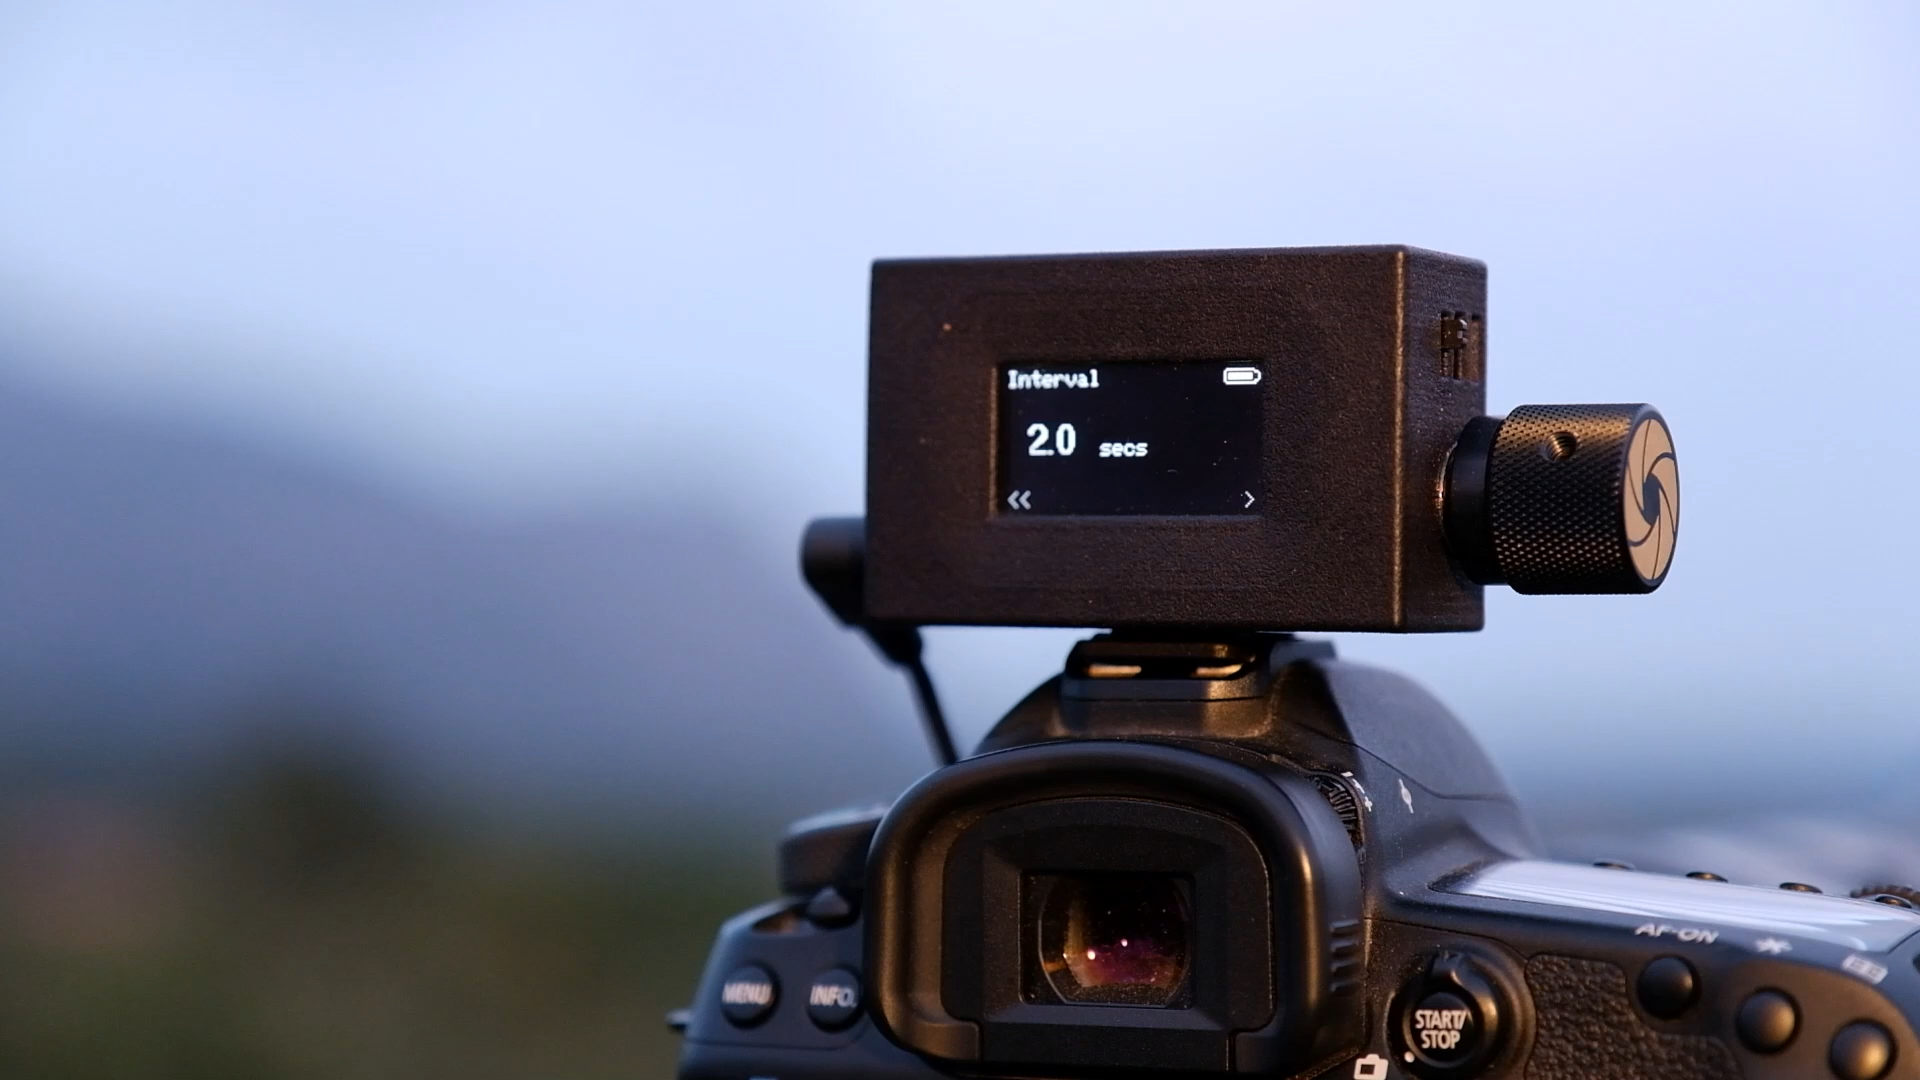 Interval
2.0 secs
<< >
AF-ON
MENU INFO.
START/
STOP